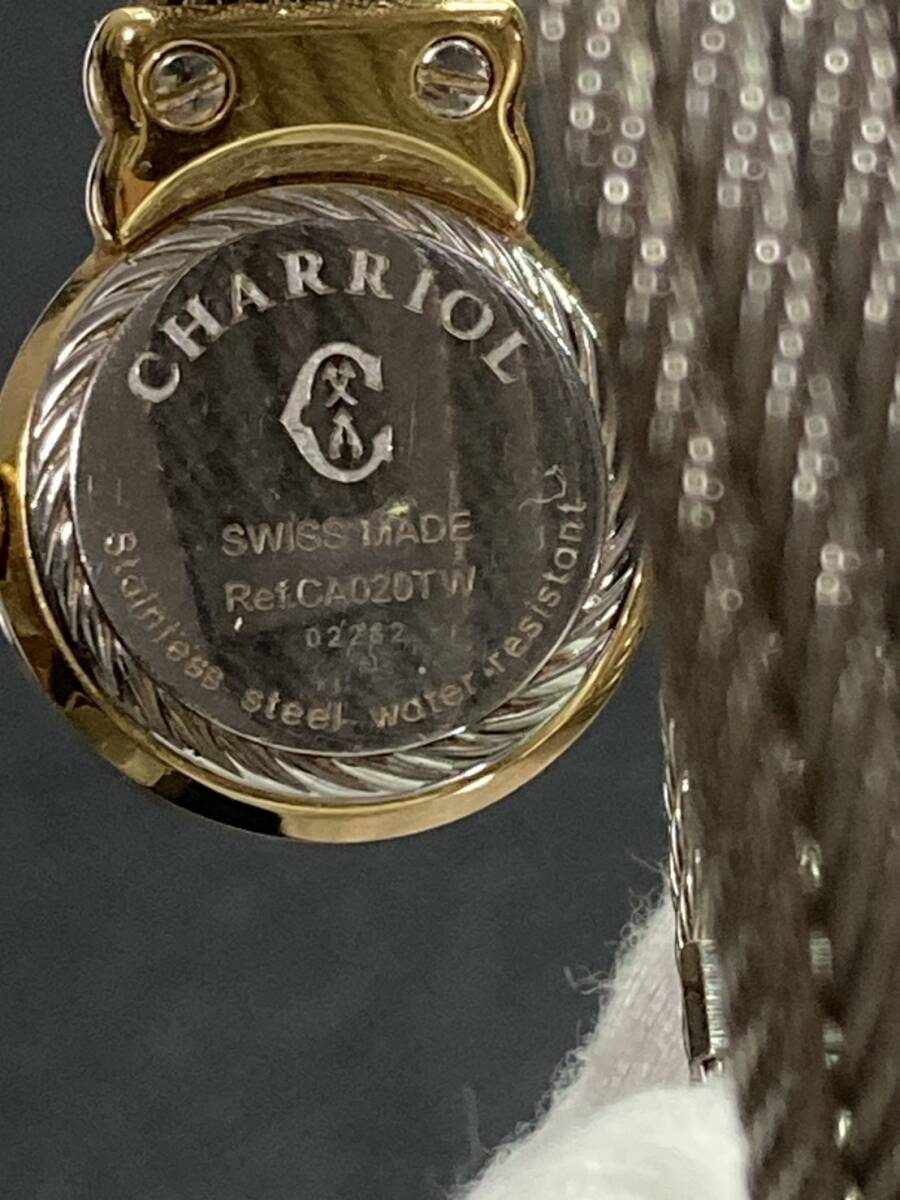 CHARRIOL
C
SWISS MADE
Ref.CA020TW
02282
Stainless steel water resistant